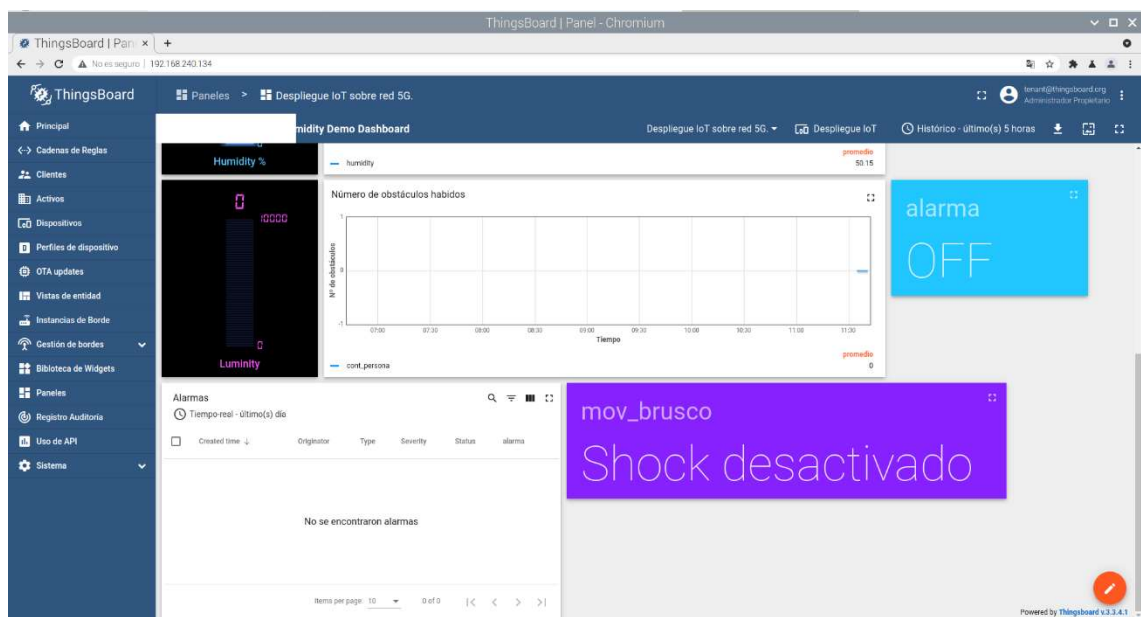 ThingsBoard | Panel - Chromium
ThingsBoard | Pan
No es seguro | 192.168.240.134
ThingsBoard
Paneles > Despliegue IoT sobre red 5G.
tenant@thingsboard.org
Administrador Propietario
midity Demo Dashboard
Despliegue IoT sobre red 5G.
Despliegue IoT
Histórico - último(s) 5 horas
Principal
Cadenas de Reglas
Clientes
Activos
Dispositivos
Perfiles de dispositivo
OTA updates
Vistas de entidad
Instancias de Borde
Gestión de bordes
Bibloteca de Widgets
Paneles
Registro Auditoría
Uso de API
Sistema
Humidity %
humidity
promedio
50.15
0
10000
0
Luminity
Número de obstáculos habidos
Nº de obstáculos
1
0
-1
07:00 07:30 08:00 08:30 09:00 09:30 10:00 10:30 11:00 11:30
Tiempo
cont_persona
promedio
0
alarma
OFF
Alarmas
Tiempo-real - último(s) día
Created time Originator Type Severity Status alarma
No se encontraron alarmas
Items per page: 10 0 of 0
mov_brusco
Shock desactivado
Powered by Thingsboard v.3.3.4.1